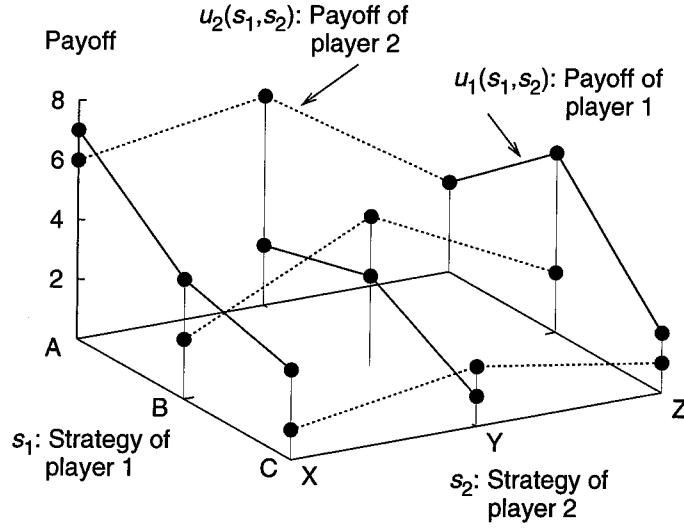 u₂(s₁,s₂): Payoff of
player 2
Payoff
u₁(s₁,s₂): Payoff of
player 1
8
6
4
2
A
B
C
X
Y
Z
s₁: Strategy of
player 1
s₂: Strategy of
player 2